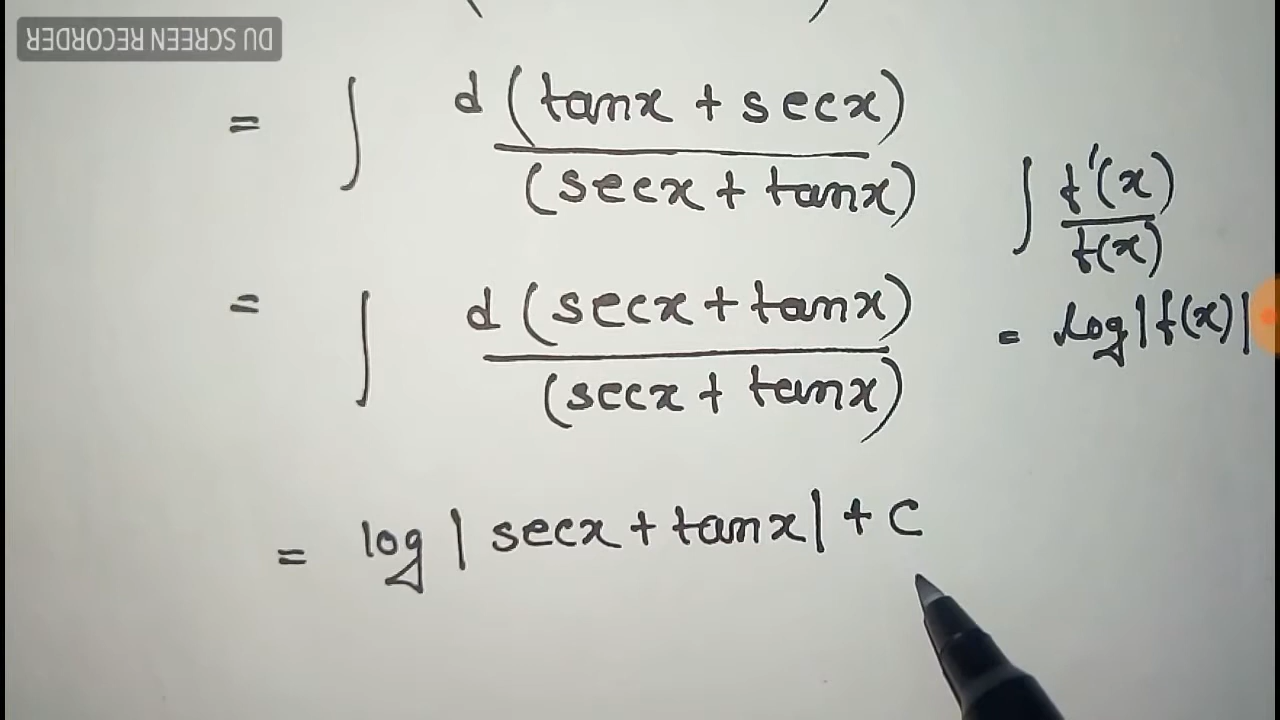 DU SCREEN RECORDER
= ∫ d (tanx + secx)
(secx + tanx)
∫ f'(x)
f(x)
= log|f(x)|
= ∫ d (secx + tanx)
(secx + tanx)
= log | secx + tanx| + c